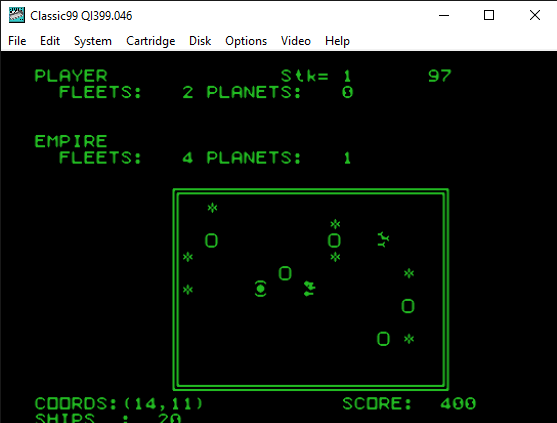 Classic99 QI399.046
File Edit System Cartridge Disk Options Video Help
PLAYER Stk= 1 97
FLEETS: 2 PLANETS: 0
EMPIRE
FLEETS: 4 PLANETS: 1
COORDS:(14,11) SCORE: 400
SHIPS : 20